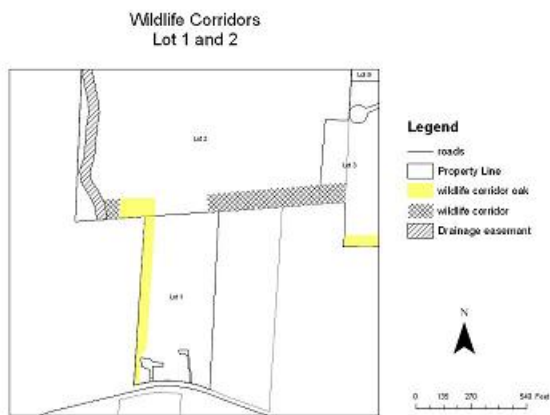 Wildlife Corridors
Lot 1 and 2
Lot 2
Lot 3
Lot 1
Legend
roads
Property Line
wildlife corridor oak
wildlife corridor
Drainage easemant
N
0 135 270 540 Feet